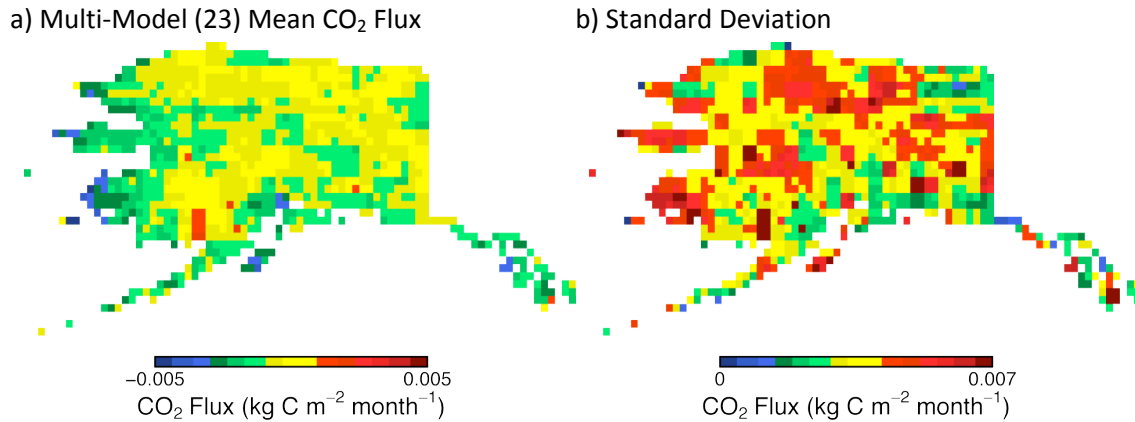 a) Multi-Model (23) Mean CO₂ Flux
b) Standard Deviation
−0.005 0.005
CO₂ Flux (kg C m⁻² month⁻¹)
0 0.007
CO₂ Flux (kg C m⁻² month⁻¹)